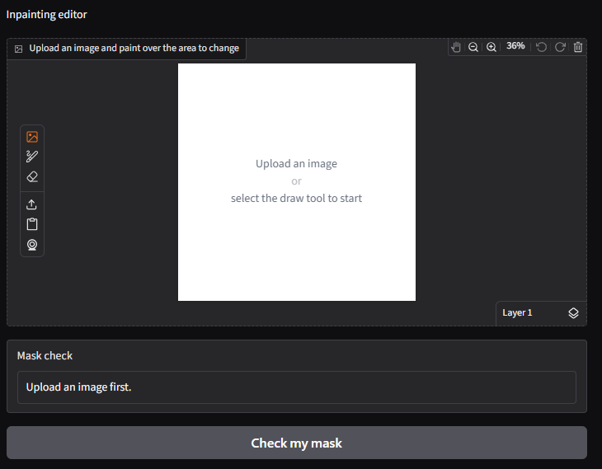 Inpainting editor
Upload an image and paint over the area to change
36%
Upload an image
or
select the draw tool to start
Layer 1
Mask check
Upload an image first.
Check my mask